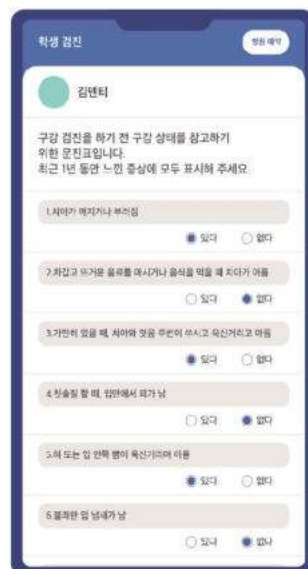 학생 검진
병원 예약
김덴티
구강 검진을 하기 전 구강 상태를 참고하기
위한 문진표입니다.
최근 1년 동안 느낀 증상에 모두 표시해 주세요
1.치아가 깨지거나 부러짐
있다 없다
2.차갑고 뜨거운 음료를 마시거나 음식을 먹을 때 치아가 아픔
있다 없다
3.가만히 있을 때, 치아와 잇몸 주변이 쑤시고 욱신거리고 아픔
있다 없다
4.칫솔질 할 때, 입안에서 피가 남
있다 없다
5.혀 또는 입 안쪽 뺨이 욱신거리며 아픔
있다 없다
6.불쾌한 입 냄새가 남
있다 없다